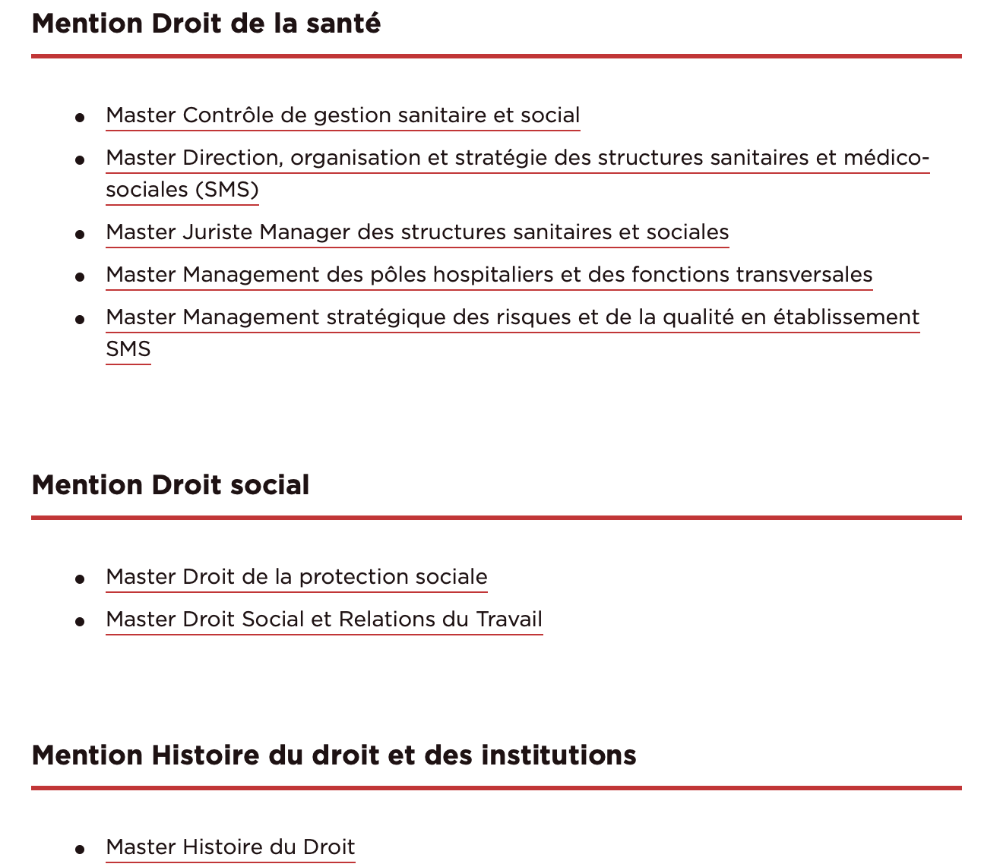 Mention Droit de la santé
Master Contrôle de gestion sanitaire et social
Master Direction, organisation et stratégie des structures sanitaires et médico-
sociales (SMS)
Master Juriste Manager des structures sanitaires et sociales
Master Management des pôles hospitaliers et des fonctions transversales
Master Management stratégique des risques et de la qualité en établissement
SMS
Mention Droit social
Master Droit de la protection sociale
Master Droit Social et Relations du Travail
Mention Histoire du droit et des institutions
Master Histoire du Droit